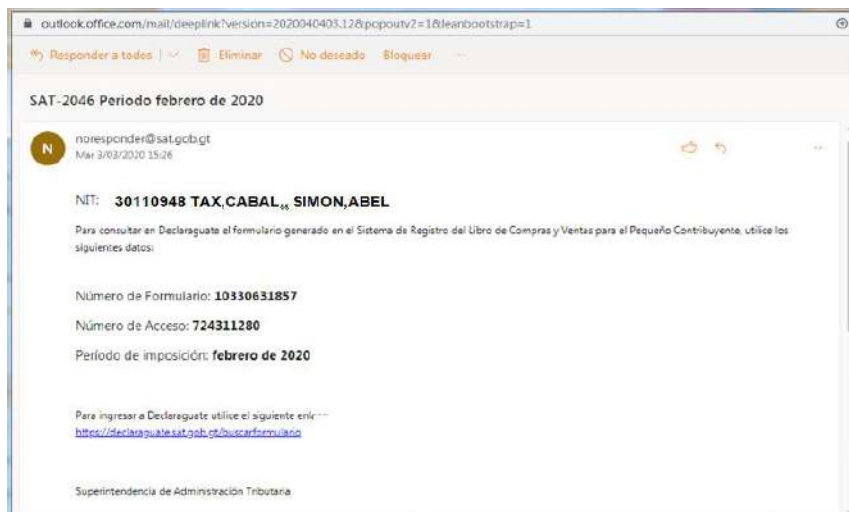 outlook.office.com/mail/deeplink?version=2020040403.12&popoutv2=1&leanbootstrap=1
Responder a todos | Eliminar No deseado Bloquear ...
SAT-2046 Periodo febrero de 2020
N
noresponder@sat.gob.gt
Mar 3/03/2020 15:26
NIT: 30110948 TAX,CABAL,, SIMON,ABEL
Para consultar en Declaraguate el formulario generado en el Sistema de Registro del Libro de Compras y Ventas para el Pequeño Contribuyente, utilice los
siguientes datos:
Número de Formulario: 10330631857
Número de Acceso: 724311280
Período de imposición: febrero de 2020
Para ingresar a Declaraguate utilice el siguiente
https://declaraguate.sat.gob.gt/buscarformulario
Superintendencia de Administración Tributaria